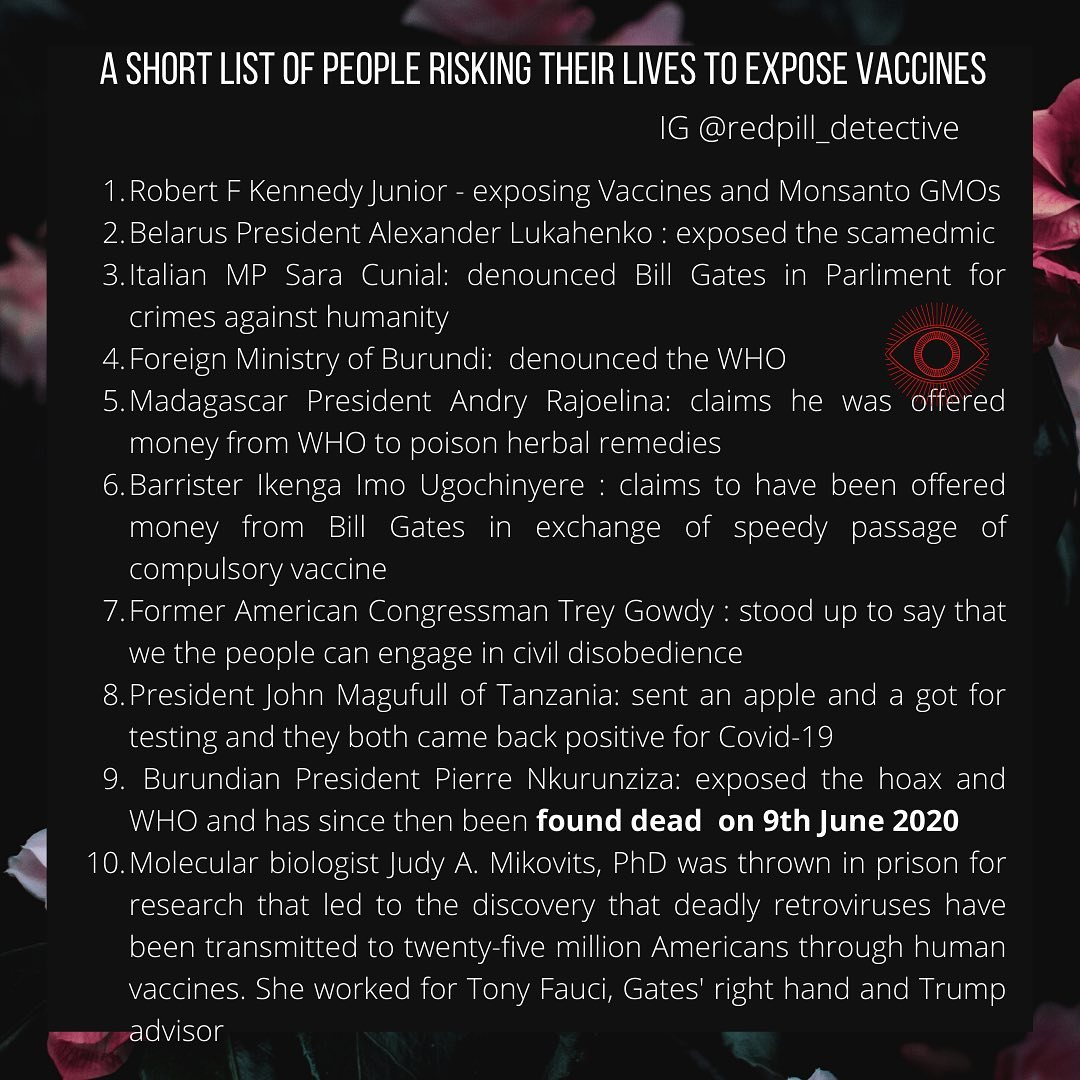 A SHORT LIST OF PEOPLE RISKING THEIR LIVES TO EXPOSE VACCINES
IG @redpill_detective
1. Robert F Kennedy Junior - exposing Vaccines and Monsanto GMOs
2. Belarus President Alexander Lukahenko : exposed the scamedmic
3. Italian MP Sara Cunial: denounced Bill Gates in Parliment for
crimes against humanity
4. Foreign Ministry of Burundi: denounced the WHO
5. Madagascar President Andry Rajoelina: claims he was offered
money from WHO to poison herbal remedies
6. Barrister Ikenga Imo Ugochinyere : claims to have been offered
money from Bill Gates in exchange of speedy passage of
compulsory vaccine
7. Former American Congressman Trey Gowdy : stood up to say that
we the people can engage in civil disobedience
8. President John Magufull of Tanzania: sent an apple and a got for
testing and they both came back positive for Covid-19
9. Burundian President Pierre Nkurunziza: exposed the hoax and
WHO and has since then been found dead on 9th June 2020
10. Molecular biologist Judy A. Mikovits, PhD was thrown in prison for
research that led to the discovery that deadly retroviruses have
been transmitted to twenty-five million Americans through human
vaccines. She worked for Tony Fauci, Gates' right hand and Trump
advisor